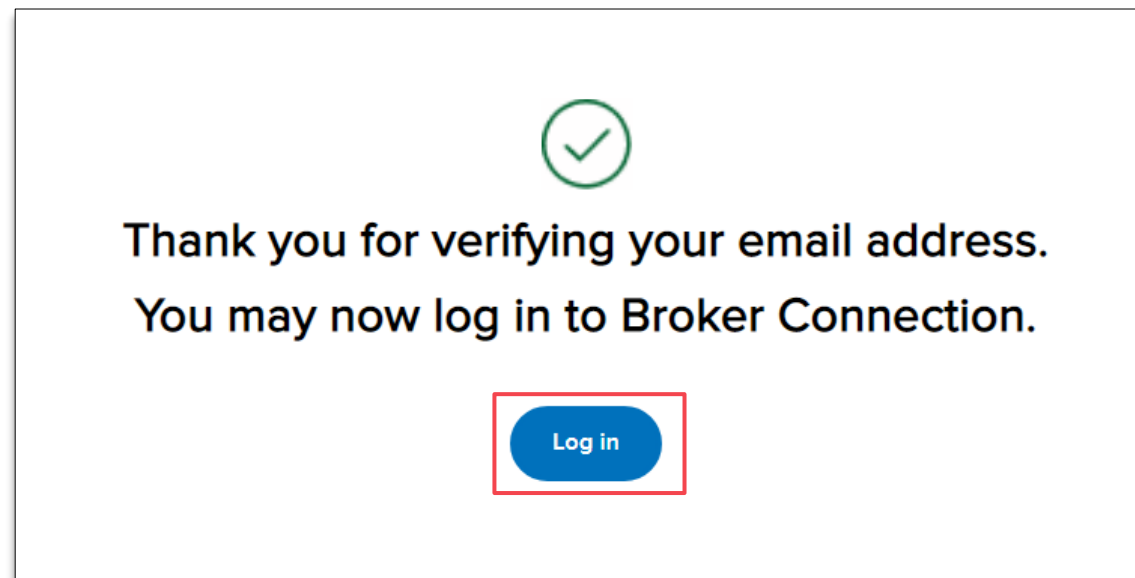 Thank you for verifying your email address.
You may now log in to Broker Connection.
Log in